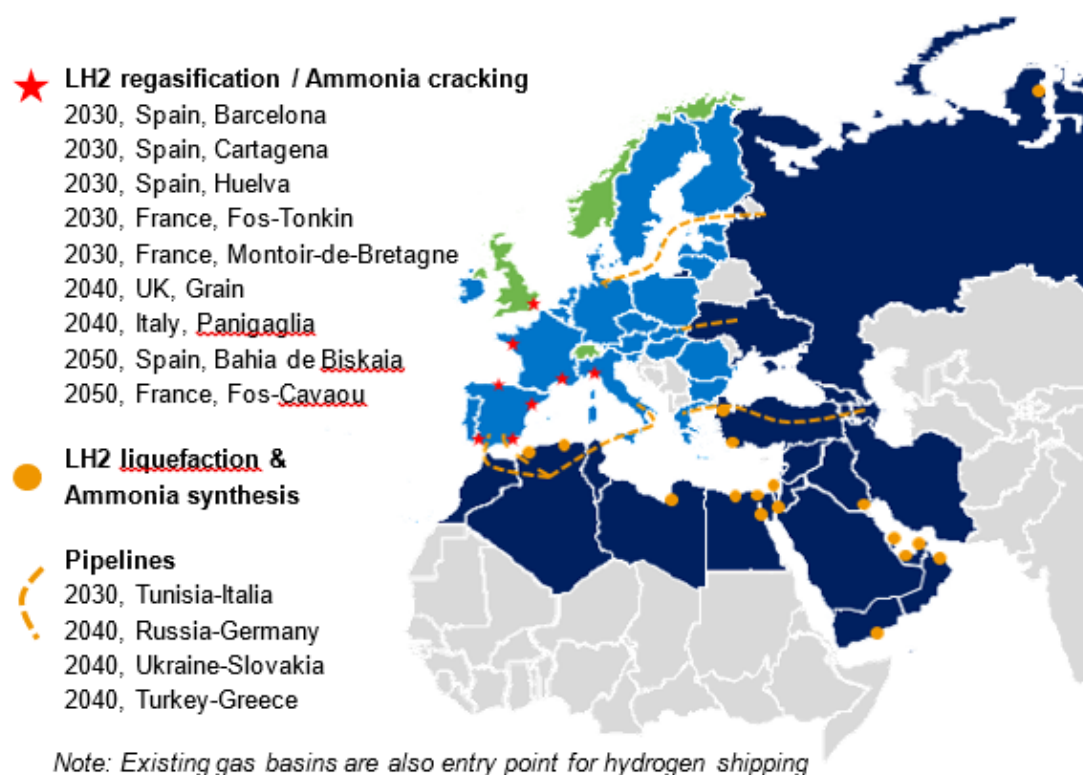 LH2 regasification / Ammonia cracking
2030, Spain, Barcelona
2030, Spain, Cartagena
2030, Spain, Huelva
2030, France, Fos-Tonkin
2030, France, Montoir-de-Bretagne
2040, UK, Grain
2040, Italy, Panigaglia
2050, Spain, Bahia de Biskaia
2050, France, Fos-Cavaou
LH2 liquefaction &
Ammonia synthesis
Pipelines
2030, Tunisia-Italia
2040, Russia-Germany
2040, Ukraine-Slovakia
2040, Turkey-Greece
Note: Existing gas basins are also entry point for hydrogen shipping